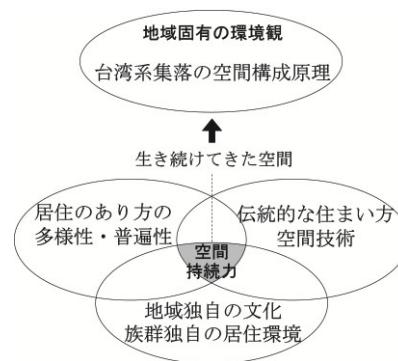 地域固有の環境観
台湾系集落の空間構成原理
生き続けてきた空間
居住のあり方の
多様性・普遍性
伝統的な住まい方
空間技術
空間
持続力
地域独自の文化
族群独自の居住環境